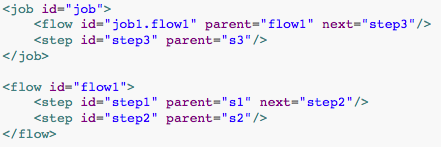 <job id="job">
    <flow id="job1.flow1" parent="flow1" next="step3"/>
    <step id="step3" parent="s3"/>
</job>

<flow id="flow1">
    <step id="step1" parent="s1" next="step2"/>
    <step id="step2" parent="s2"/>
</flow>